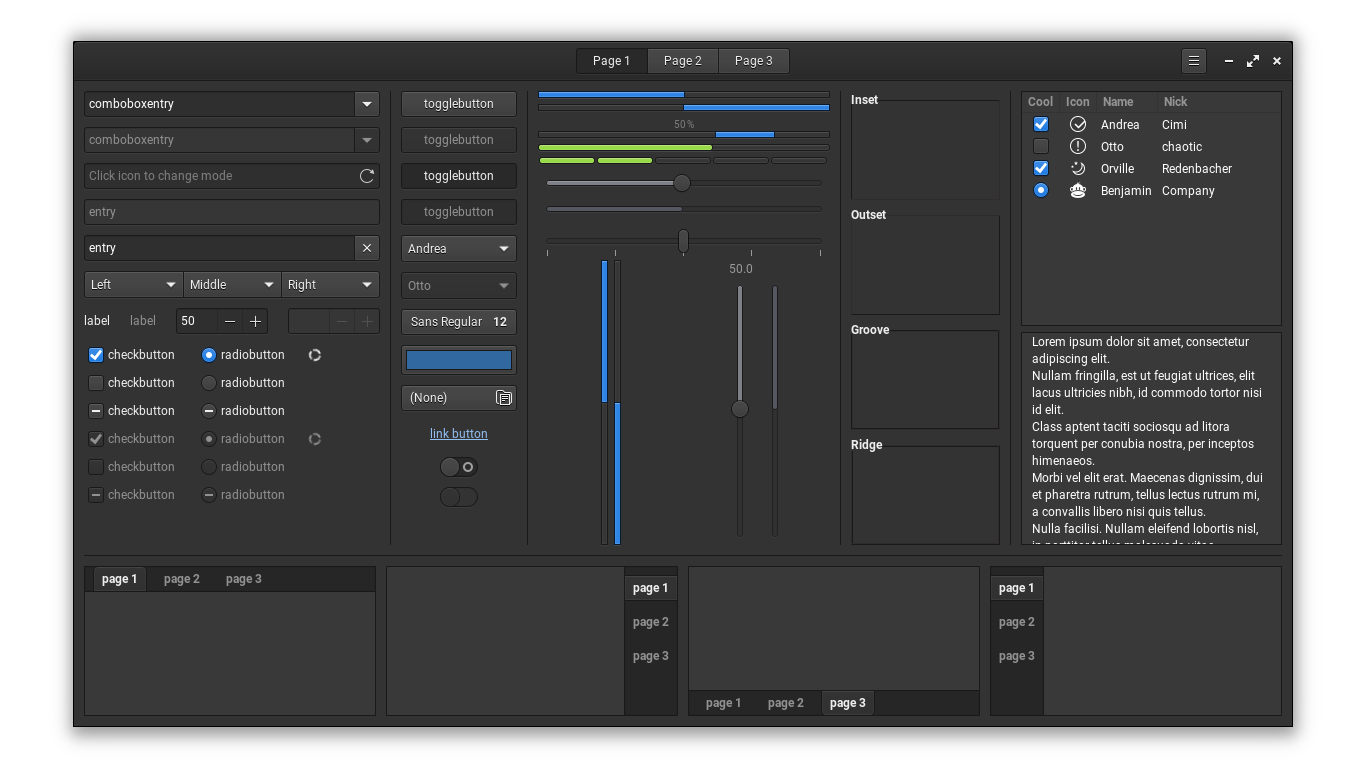 Page 1
Page 2
Page 3
comboboxentry
comboboxentry
Click icon to change mode
entry
entry
Left
Middle
Right
label
label
50
checkbutton
radiobutton
checkbutton
radiobutton
checkbutton
radiobutton
checkbutton
radiobutton
checkbutton
radiobutton
checkbutton
radiobutton
togglebutton
togglebutton
togglebutton
togglebutton
Andrea
Otto
Sans Regular 12
(None)
link button
50 %
50.0
Inset
Outset
Groove
Ridge
Cool Icon Name Nick
Andrea Cimi
Otto chaotic
Orville Redenbacher
Benjamin Company
Lorem ipsum dolor sit amet, consectetur
adipiscing elit.
Nullam fringilla, est ut feugiat ultrices, elit
lacus ultricies nibh, id commodo tortor nisi
id elit.
Class aptent taciti sociosqu ad litora
torquent per conubia nostra, per inceptos
himenaeos.
Morbi vel elit erat. Maecenas dignissim, dui
et pharetra rutrum, tellus lectus rutrum mi,
a convallis libero nisi quis tellus.
Nulla facilisi. Nullam eleifend lobortis nisl,
page 1
page 2
page 3
page 1
page 2
page 3
page 1
page 2
page 3
page 1
page 2
page 3